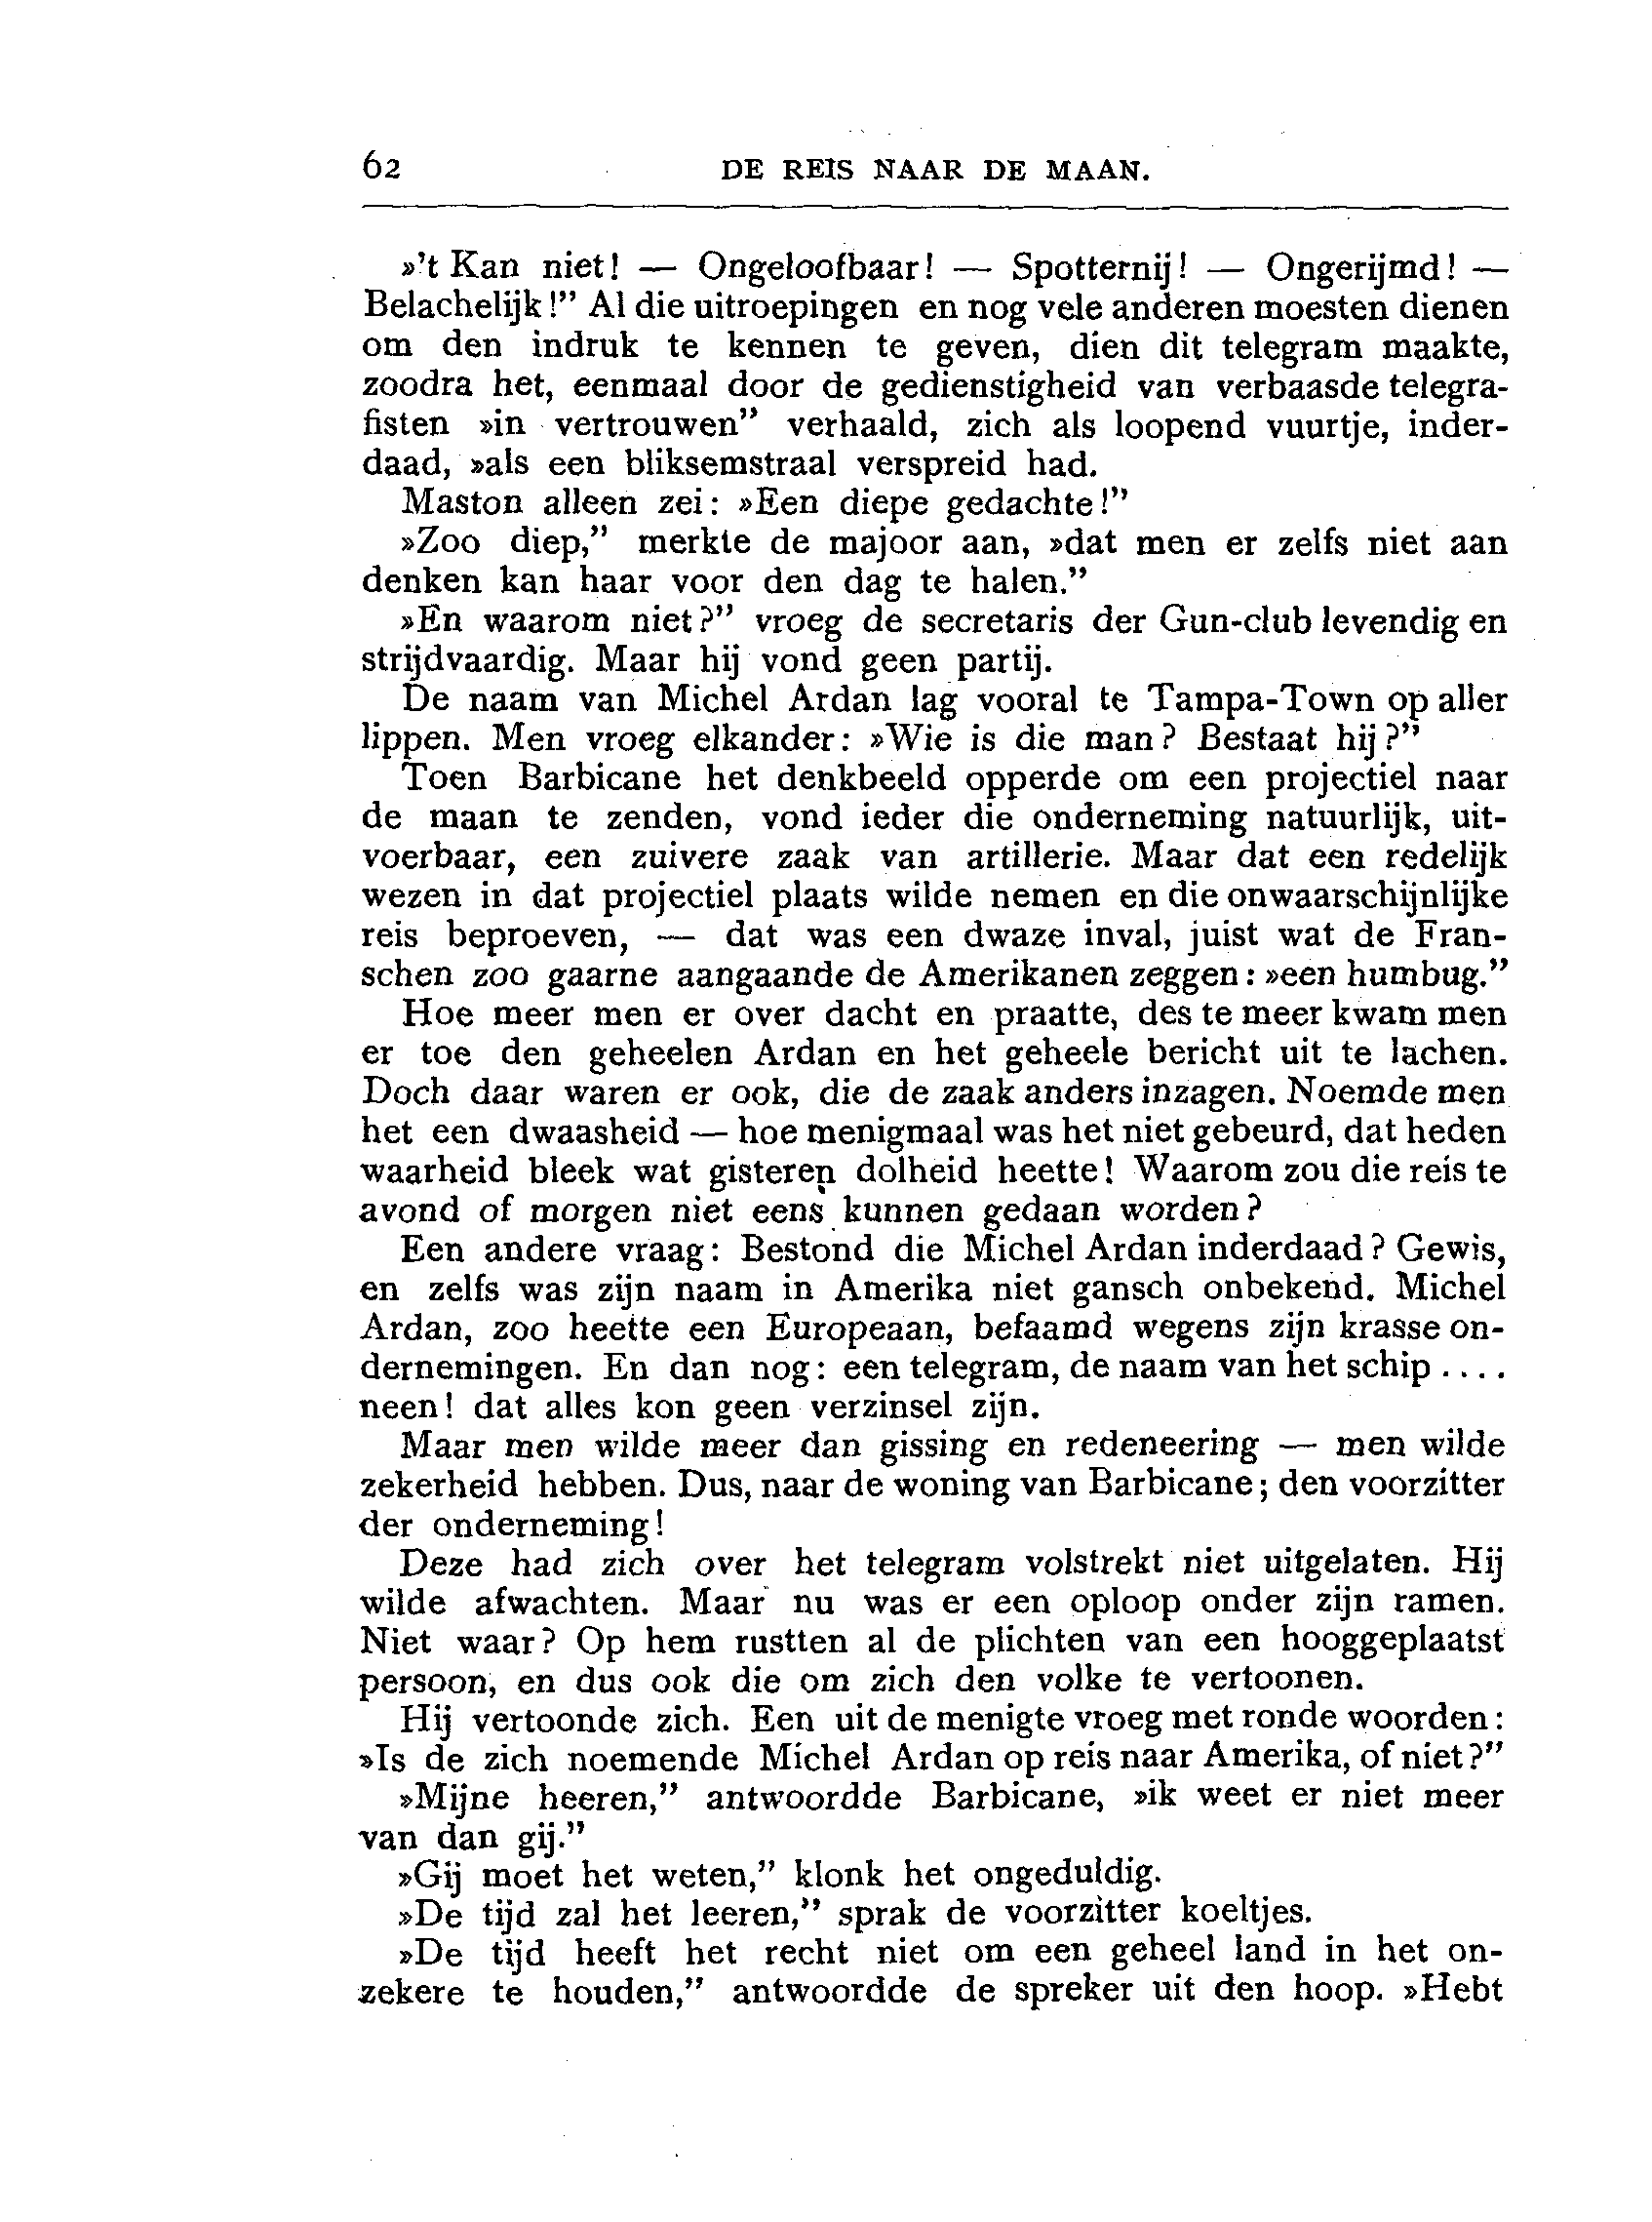 62 DE REIS NAAR DE MAAN.
»'t Kan niet! — Ongeloofbaar! — Spotternij! — Ongerijmd! —
Belachelijk!” Al die uitroepingen en nog vele anderen moesten dienen
om den indruk te kennen te geven, dien dit telegram maakte,
zoodra het, eenmaal door de gedienstigheid van verbaasde telegra-
fisten »in vertrouwen” verhaald, zich als loopend vuurtje, inder-
daad, »als een bliksemstraal verspreid had.
Maston alleen zei: »Een diepe gedachte!”
»Zoo diep,” merkte de majoor aan, »dat men er zelfs niet aan
denken kan haar voor den dag te halen.”
»En waarom niet?” vroeg de secretaris der Gun-club levendig en
strijdvaardig. Maar hij vond geen partij.
De naam van Michel Ardan lag vooral te Tampa-Town op aller
lippen. Men vroeg elkander: »Wie is die man? Bestaat hij?”
Toen Barbicane het denkbeeld opperde om een projectiel naar
de maan te zenden, vond ieder die onderneming natuurlijk, uit-
voerbaar, een zuivere zaak van artillerie. Maar dat een redelijk
wezen in dat projectiel plaats wilde nemen en die onwaarschijnlijke
reis beproeven, — dat was een dwaze inval, juist wat de Fran-
schen zoo gaarne aangaande de Amerikanen zeggen: »een humbug.”
Hoe meer men er over dacht en praatte, des te meer kwam men
er toe den geheelen Ardan en het geheele bericht uit te lachen.
Doch daar waren er ook, die de zaak anders inzagen. Noemde men
het een dwaasheid — hoe menigmaal was het niet gebeurd, dat heden
waarheid bleek wat gisteren dolheid heette! Waarom zou die reis te
avond of morgen niet eens kunnen gedaan worden?
Een andere vraag: Bestond die Michel Ardan inderdaad? Gewis,
en zelfs was zijn naam in Amerika niet gansch onbekend. Michel
Ardan, zoo heette een Europeaan, befaamd wegens zijn krasse on-
dernemingen. En dan nog: een telegram, de naam van het schip ....
neen! dat alles kon geen verzinsel zijn.
Maar men wilde meer dan gissing en redeneering — men wilde
zekerheid hebben. Dus, naar de woning van Barbicane; den voorzitter
der onderneming!
Deze had zich over het telegram volstrekt niet uitgelaten. Hij
wilde afwachten. Maar nu was er een oploop onder zijn ramen.
Niet waar? Op hem rustten al de plichten van een hooggeplaatst
persoon, en dus ook die om zich den volke te vertoonen.
Hij vertoonde zich. Een uit de menigte vroeg met ronde woorden:
»Is de zich noemende Michel Ardan op reis naar Amerika, of niet?”
»Mijne heeren,” antwoordde Barbicane, »ik weet er niet meer
van dan gij.”
»Gij moet het weten,” klonk het ongeduldig.
»De tijd zal het leeren,” sprak de voorzitter koeltjes.
»De tijd heeft het recht niet om een geheel land in het on-
zekere te houden,” antwoordde de spreker uit den hoop. »Hebt